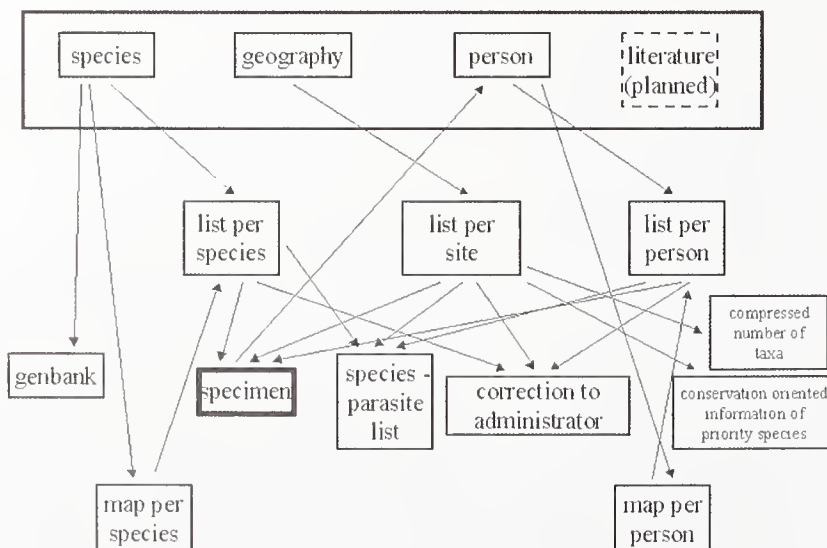 species
geography
person
literature
(planned)
list per
species
list per
site
list per
person
compressed
number of
taxa
genbank
specimen
species -
parasite
list
correction to
administrator
conservation oriented
information of
priority species
map per
species
map per
person